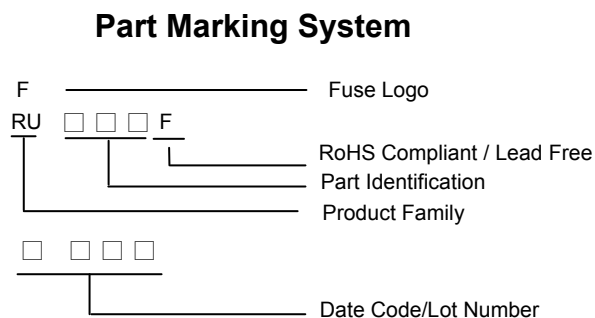 Part Marking System
F Fuse Logo
RU □ □ □ F
RoHS Compliant / Lead Free
Part Identification
Product Family
□ □ □ □
Date Code/Lot Number